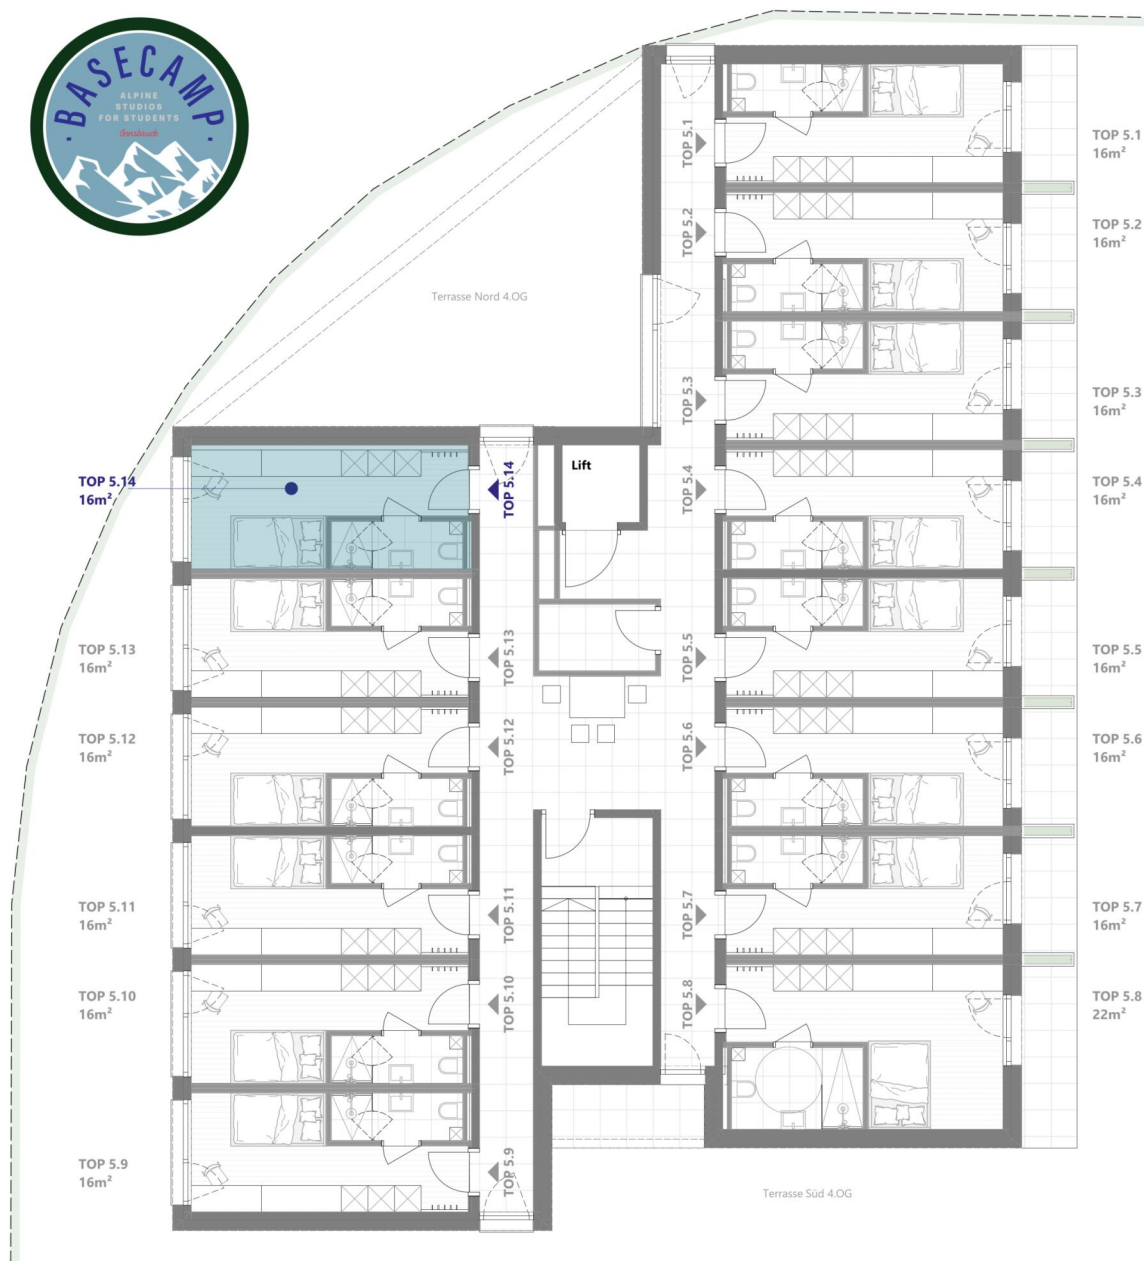 BASECAMP
ALPINE
STUDIOS
FOR STUDENTS
Innsbruck
TOP 5.1
TOP 5.1
16m²
TOP 5.2
TOP 5.2
16m²
Terrasse Nord 4.OG
TOP 5.3
TOP 5.3
16m²
TOP 5.14
16m²
TOP 5.14
Lift
TOP 5.4
TOP 5.4
16m²
TOP 5.13
16m²
TOP 5.13
TOP 5.5
TOP 5.5
16m²
TOP 5.12
16m²
TOP 5.12
TOP 5.6
TOP 5.6
16m²
TOP 5.11
16m²
TOP 5.11
TOP 5.7
TOP 5.7
16m²
TOP 5.10
16m²
TOP 5.10
TOP 5.8
TOP 5.8
22m²
TOP 5.9
16m²
TOP 5.9
Terrasse Süd 4.OG